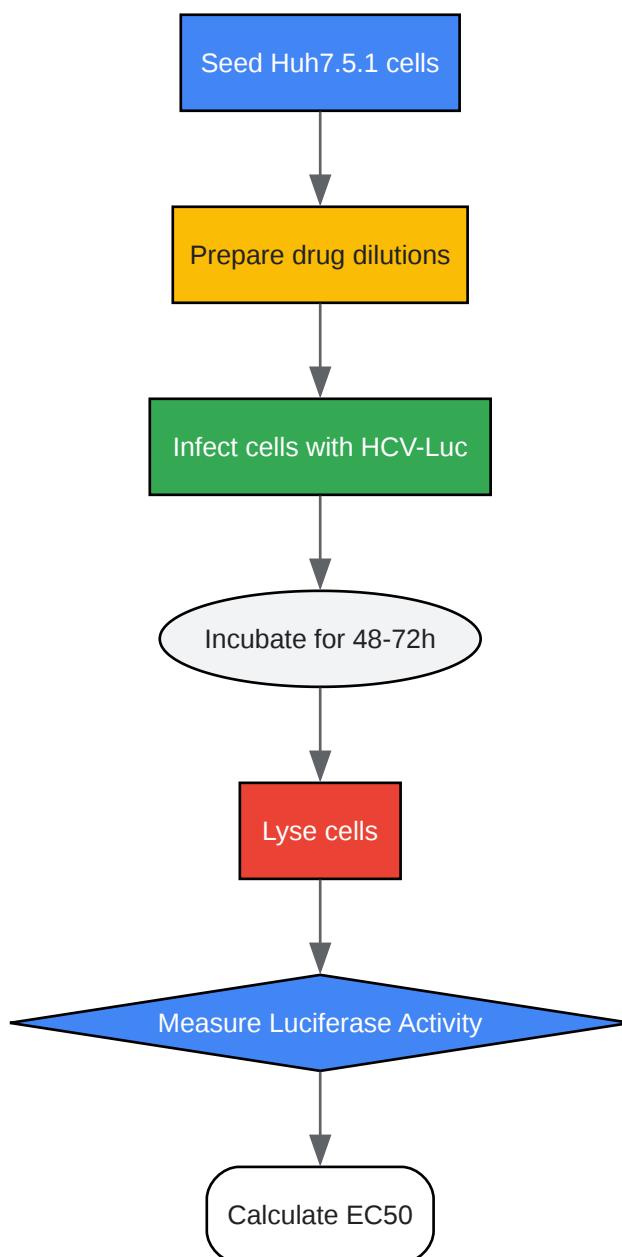 Seed Huh7.5.1 cells
Prepare drug dilutions
Infect cells with HCV-Luc
Incubate for 48-72h
Lyse cells
Measure Luciferase Activity
Calculate EC50